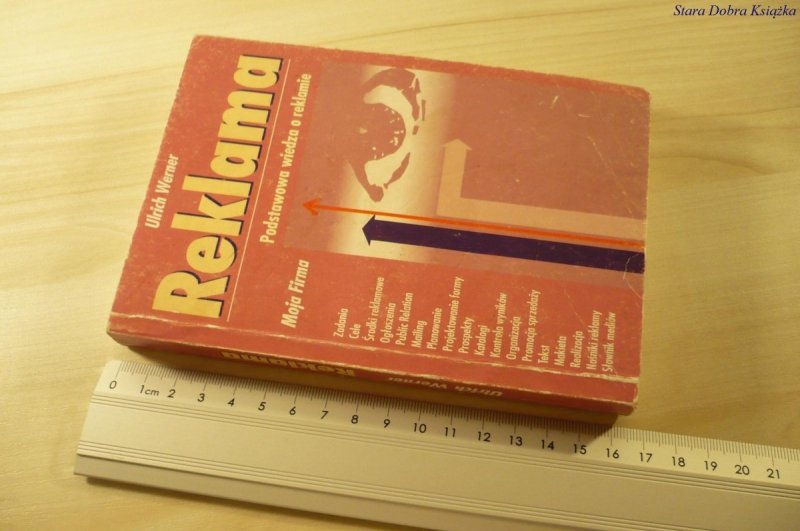 Stara Dobra Książka
Ulrich Werner
Reklama
Podstawowa wiedza o reklamie
Moja Firma
Zadania
Cele
Środki reklamowe
Ogłoszenia
Public Relation
Mailing
Planowanie
Projektowanie formy
Prospekty
Katalogi
Kontrola wyników
Organizacja
Promocja sprzedaży
Tekst
Makieta
Realizacja
Nośniki reklamy
Słownik mediów
Reklama
Ulrich Werner
0 1cm 2 3 4 5 6 7 8 9 10 11 12 13 14 15 16 17 18 19 20 21